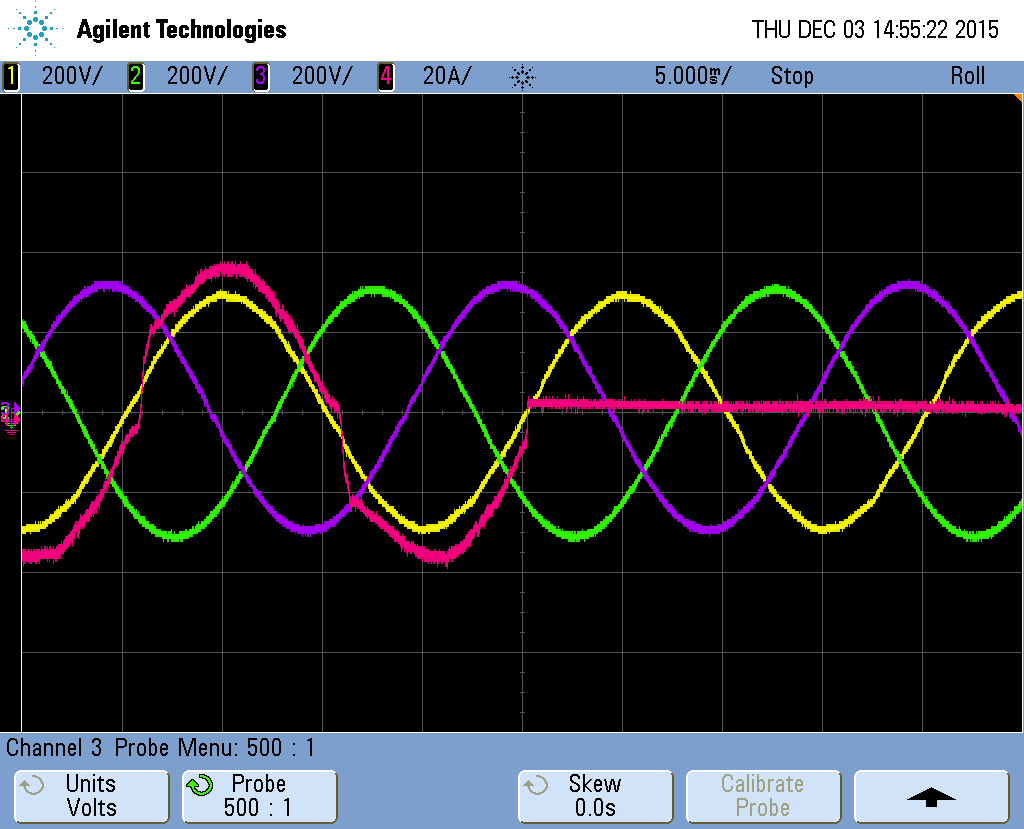 Agilent Technologies THU DEC 03 14:55:22 2015
1 200V/ 2 200V/ 3 200V/ 4 20A/ 5.000ms/ Stop Roll
Channel 3 Probe Menu: 500 : 1
Units Probe Skew Calibrate
Volts 500 : 1 0.0s Probe